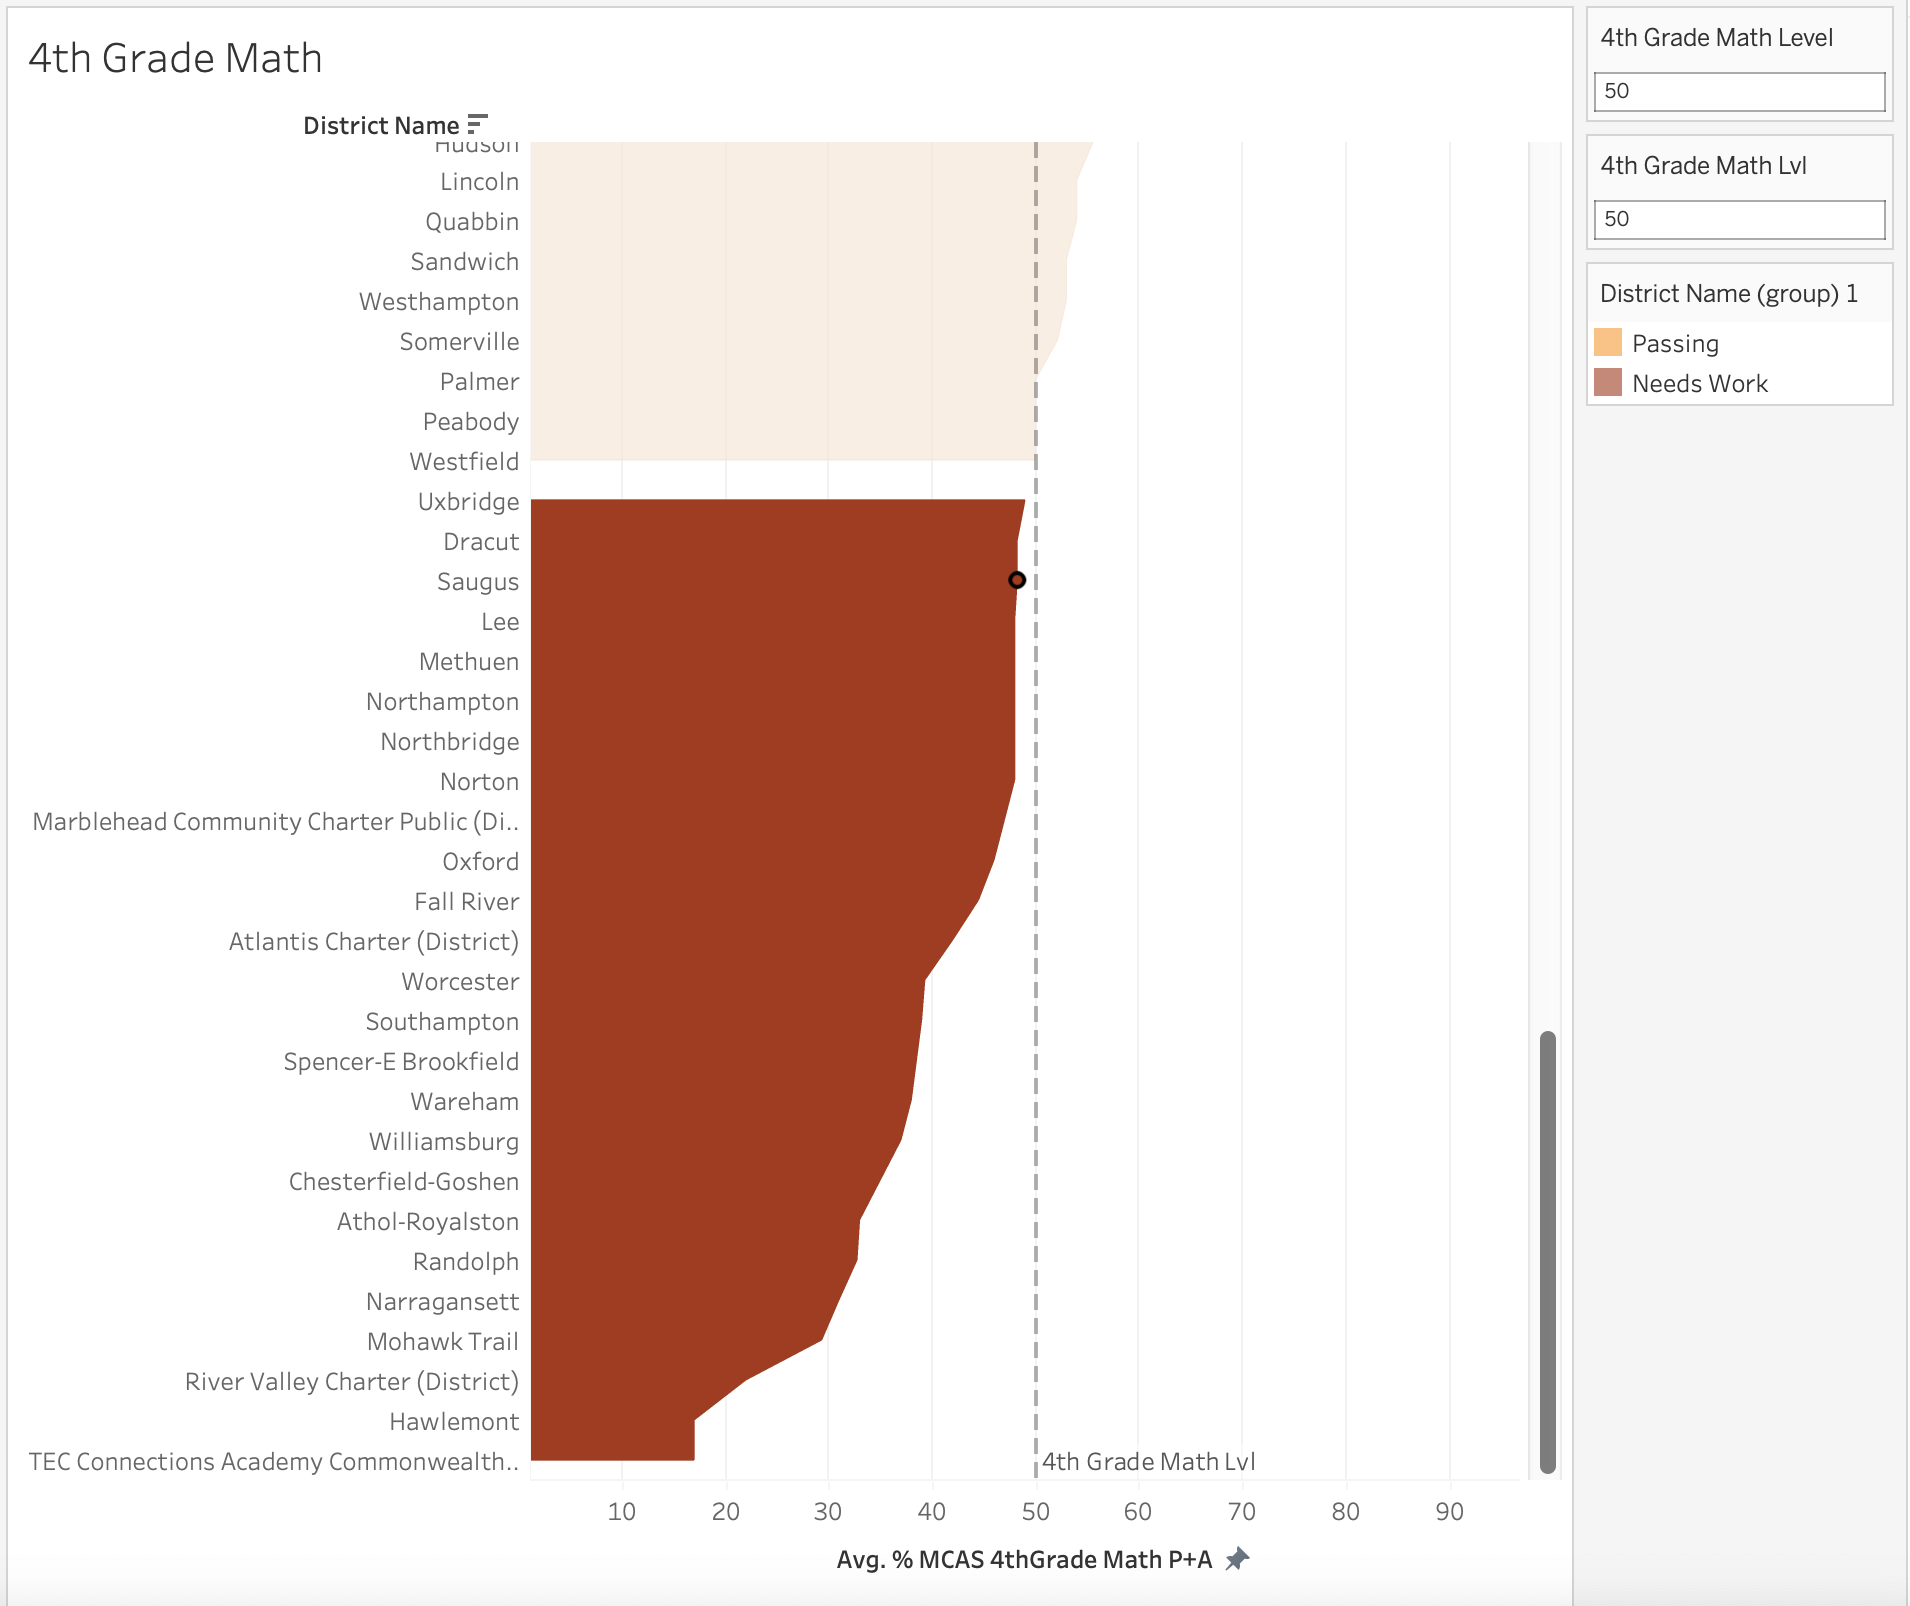 4th Grade Math
District Name
Hudson
Lincoln
Quabbin
Sandwich
Westhampton
Somerville
Palmer
Peabody
Westfield
Uxbridge
Dracut
Saugus
Lee
Methuen
Northampton
Northbridge
Norton
Marblehead Community Charter Public (Di..
Oxford
Fall River
Atlantis Charter (District)
Worcester
Southampton
Spencer-E Brookfield
Wareham
Williamsburg
Chesterfield-Goshen
Athol-Royalston
Randolph
Narragansett
Mohawk Trail
River Valley Charter (District)
Hawlemont
TEC Connections Academy Commonwealth..
4th Grade Math Lvl
10 20 30 40 50 60 70 80 90
Avg. % MCAS 4thGrade Math P+A
4th Grade Math Level
50
4th Grade Math Lvl
50
District Name (group) 1
Passing
Needs Work